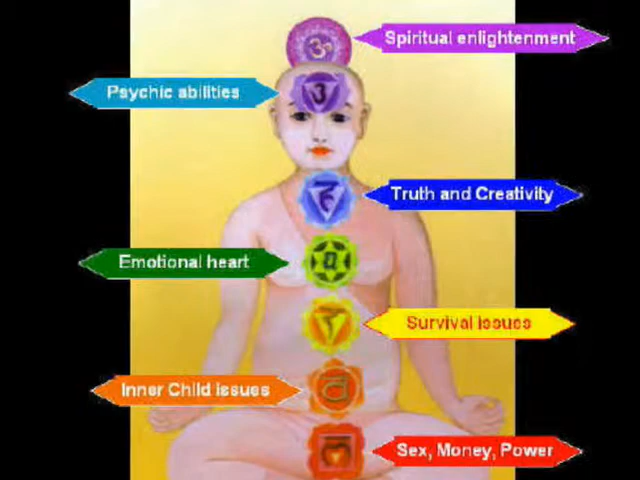 Spiritual enlightenment
Psychic abilities
Truth and Creativity
Emotional heart
Survival issues
Inner Child issues
Sex, Money, Power